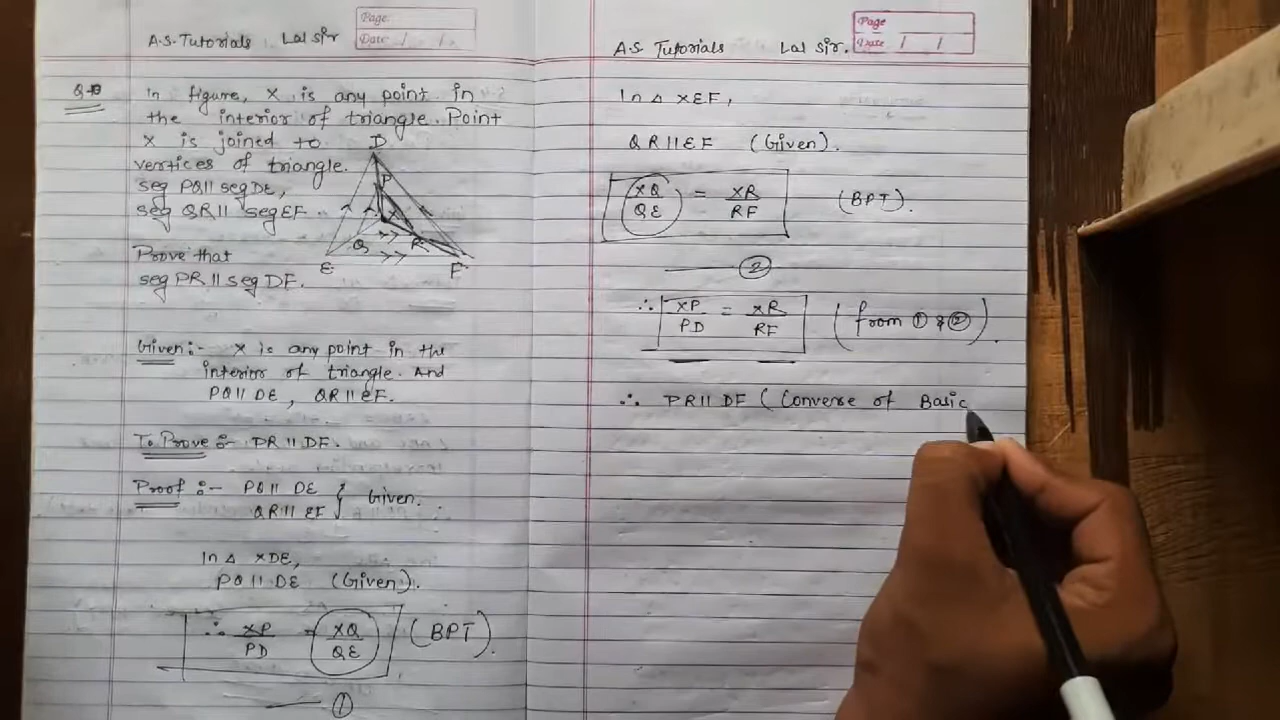 A.S. Tutorials Lal sir
Page
Date / /
In figure, X is any point in
the interior of triangle. Point
X is joined to
vertices of triangle.
seg PQ || seg DE,
seg QR || seg EF.
Prove that
seg PR || seg DF.
D
P
X
Q
R
E
F
Given:- X is any point in the
interior of triangle. And
PQ || DE, QR || EF.
To Prove :- PR || DF.
Proof :- PQ || DE
QR || EF } Given.
In Δ XDE,
PQ || DE (Given).
∴ XP/PD = XQ/QE (BPT).
①
A.S. Tutorials Lal sir.
Page
Date / /
In Δ XEF,
QR || EF (Given).
XQ/QE = XR/RF (BPT).
②
∴ XP/PD = XR/RF (from ① & ②).
∴ PR || DF (Converse of Basic